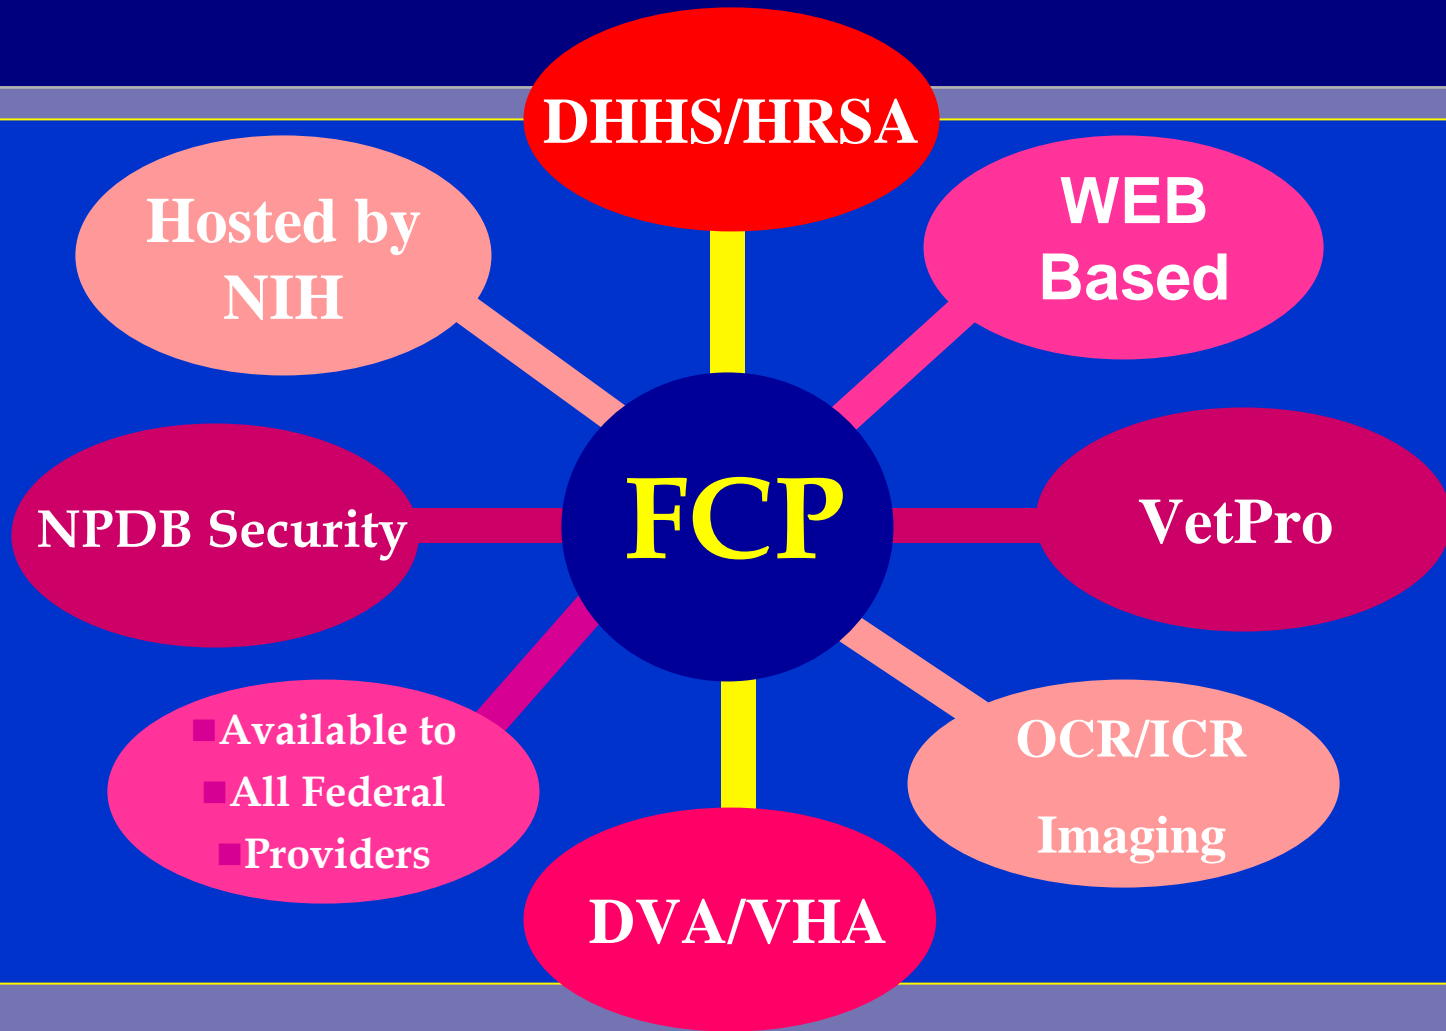 DHHS/HRSA
Hosted by
NIH
WEB
Based
FCP
NPDB Security
VetPro
■Available to
■All Federal
■Providers
OCR/ICR
Imaging
DVA/VHA